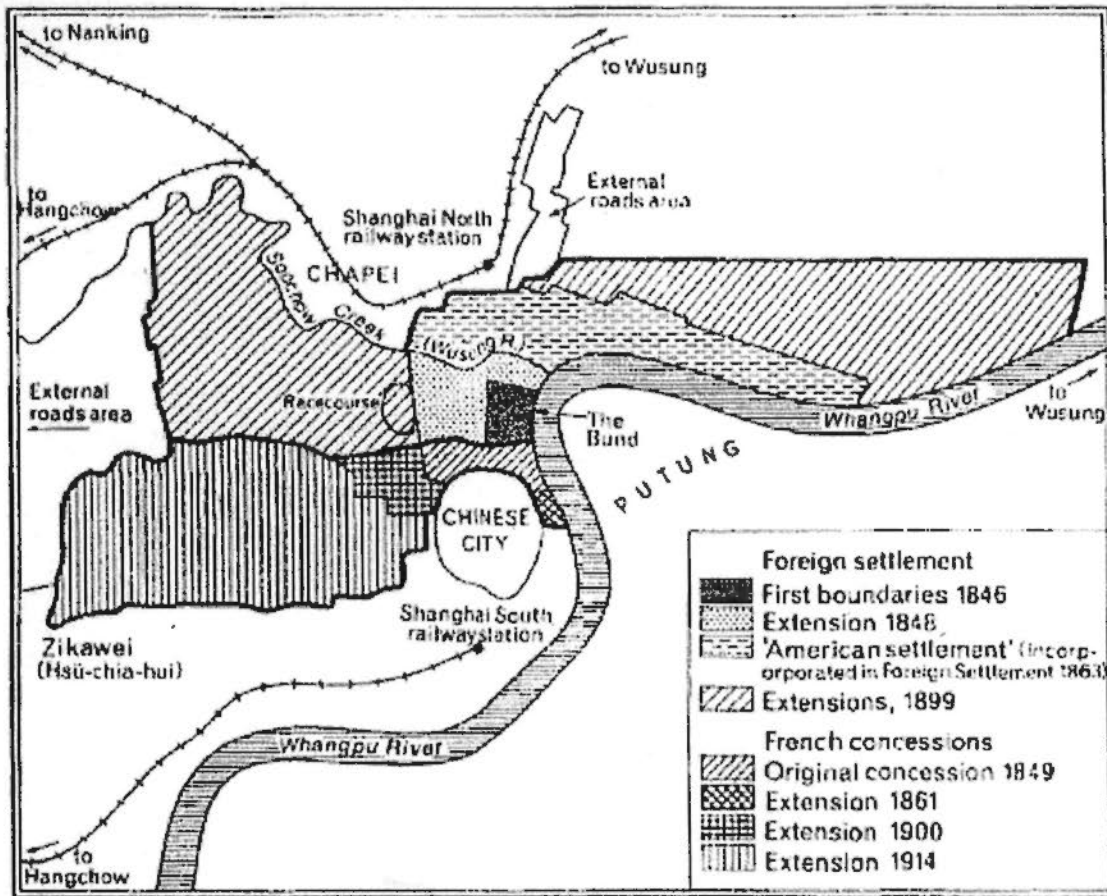 to Nanking
to Wusung
to
Hangchow
External
roads area
Shanghai North
railway station
CHAPEI
Soochow
Creek
(Wusung R.)
External
roads area
Racecourse
The
Bund
Whangpu River
to
Wusung
PUTUNG
CHINESE
CITY
Shanghai South
railway station
Zikawei
(Hsü-chia-hui)
Whangpu River
to
Hangchow
Foreign settlement
First boundaries 1846
Extension 1848
'American settlement' (incorp-
orporated in Foreign Settlement 1863)
Extensions, 1899
French concessions
Original concession 1849
Extension 1861
Extension 1900
Extension 1914